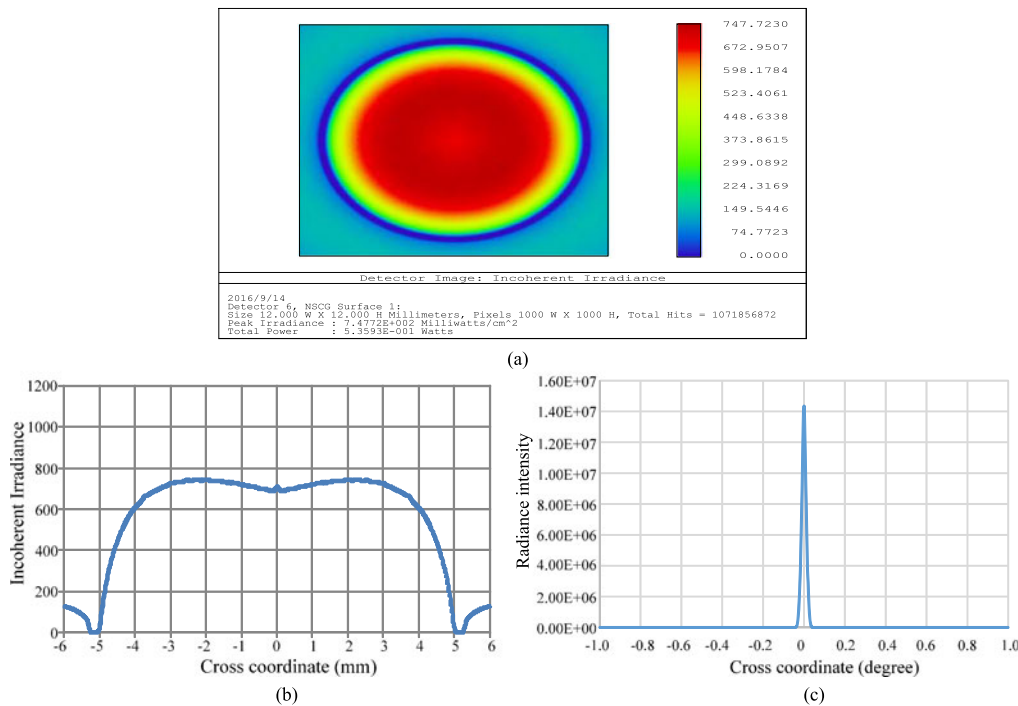 747.7230
672.9507
598.1784
523.4061
448.6338
373.8615
299.0892
224.3169
149.5446
74.7723
0.0000
Detector Image: Incoherent Irradiance
2016/9/14
Detector 6, NSCG Surface 1:
Size 12.000 W X 12.000 H Millimeters, Pixels 1000 W X 1000 H, Total Hits = 1071856872
Peak Irradiance : 7.4772E+002 Milliwatts/cm^2
Total Power : 5.3593E-001 Watts
(a)
Incoherent Irradiance
1200
1000
800
600
400
200
0
-6 -5 -4 -3 -2 -1 0 1 2 3 4 5 6
Cross coordinate (mm)
(b)
Radiance intensity
1.60E+07
1.40E+07
1.20E+07
1.00E+07
8.00E+06
6.00E+06
4.00E+06
2.00E+06
0.00E+00
-1.0 -0.8 -0.6 -0.4 -0.2 0 0.2 0.4 0.6 0.8 1.0
Cross coordinate (degree)
(c)